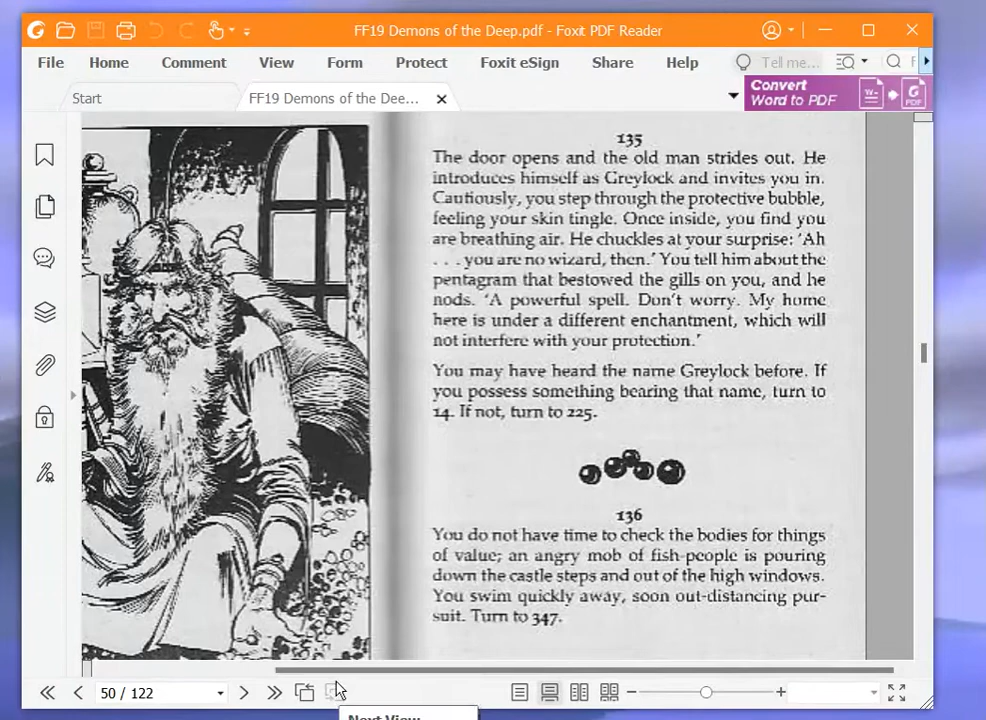 FF19 Demons of the Deep.pdf - Foxit PDF Reader
File Home Comment View Form Protect Foxit eSign Share Help Tell me... F
Start FF19 Demons of the Dee...
Convert
Word to PDF
135
The door opens and the old man strides out. He
introduces himself as Greylock and invites you in.
Cautiously, you step through the protective bubble,
feeling your skin tingle. Once inside, you find you
are breathing air. He chuckles at your surprise: 'Ah
. . . you are no wizard, then.' You tell him about the
pentagram that bestowed the gills on you, and he
nods. 'A powerful spell. Don't worry. My home
here is under a different enchantment, which will
not interfere with your protection.'
You may have heard the name Greylock before. If
you possess something bearing that name, turn to
14. If not, turn to 225.
136
You do not have time to check the bodies for things
of value; an angry mob of fish-people is pouring
down the castle steps and out of the high windows.
You swim quickly away, soon out-distancing pur-
suit. Turn to 347.
50 / 122
Next View